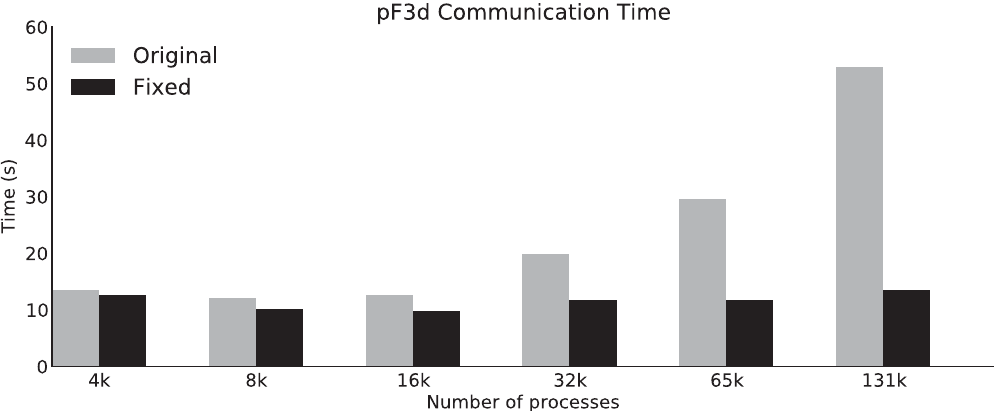 pF3d Communication Time
Original
Fixed
Time (s)
60
50
40
30
20
10
0
4k 8k 16k 32k 65k 131k
Number of processes